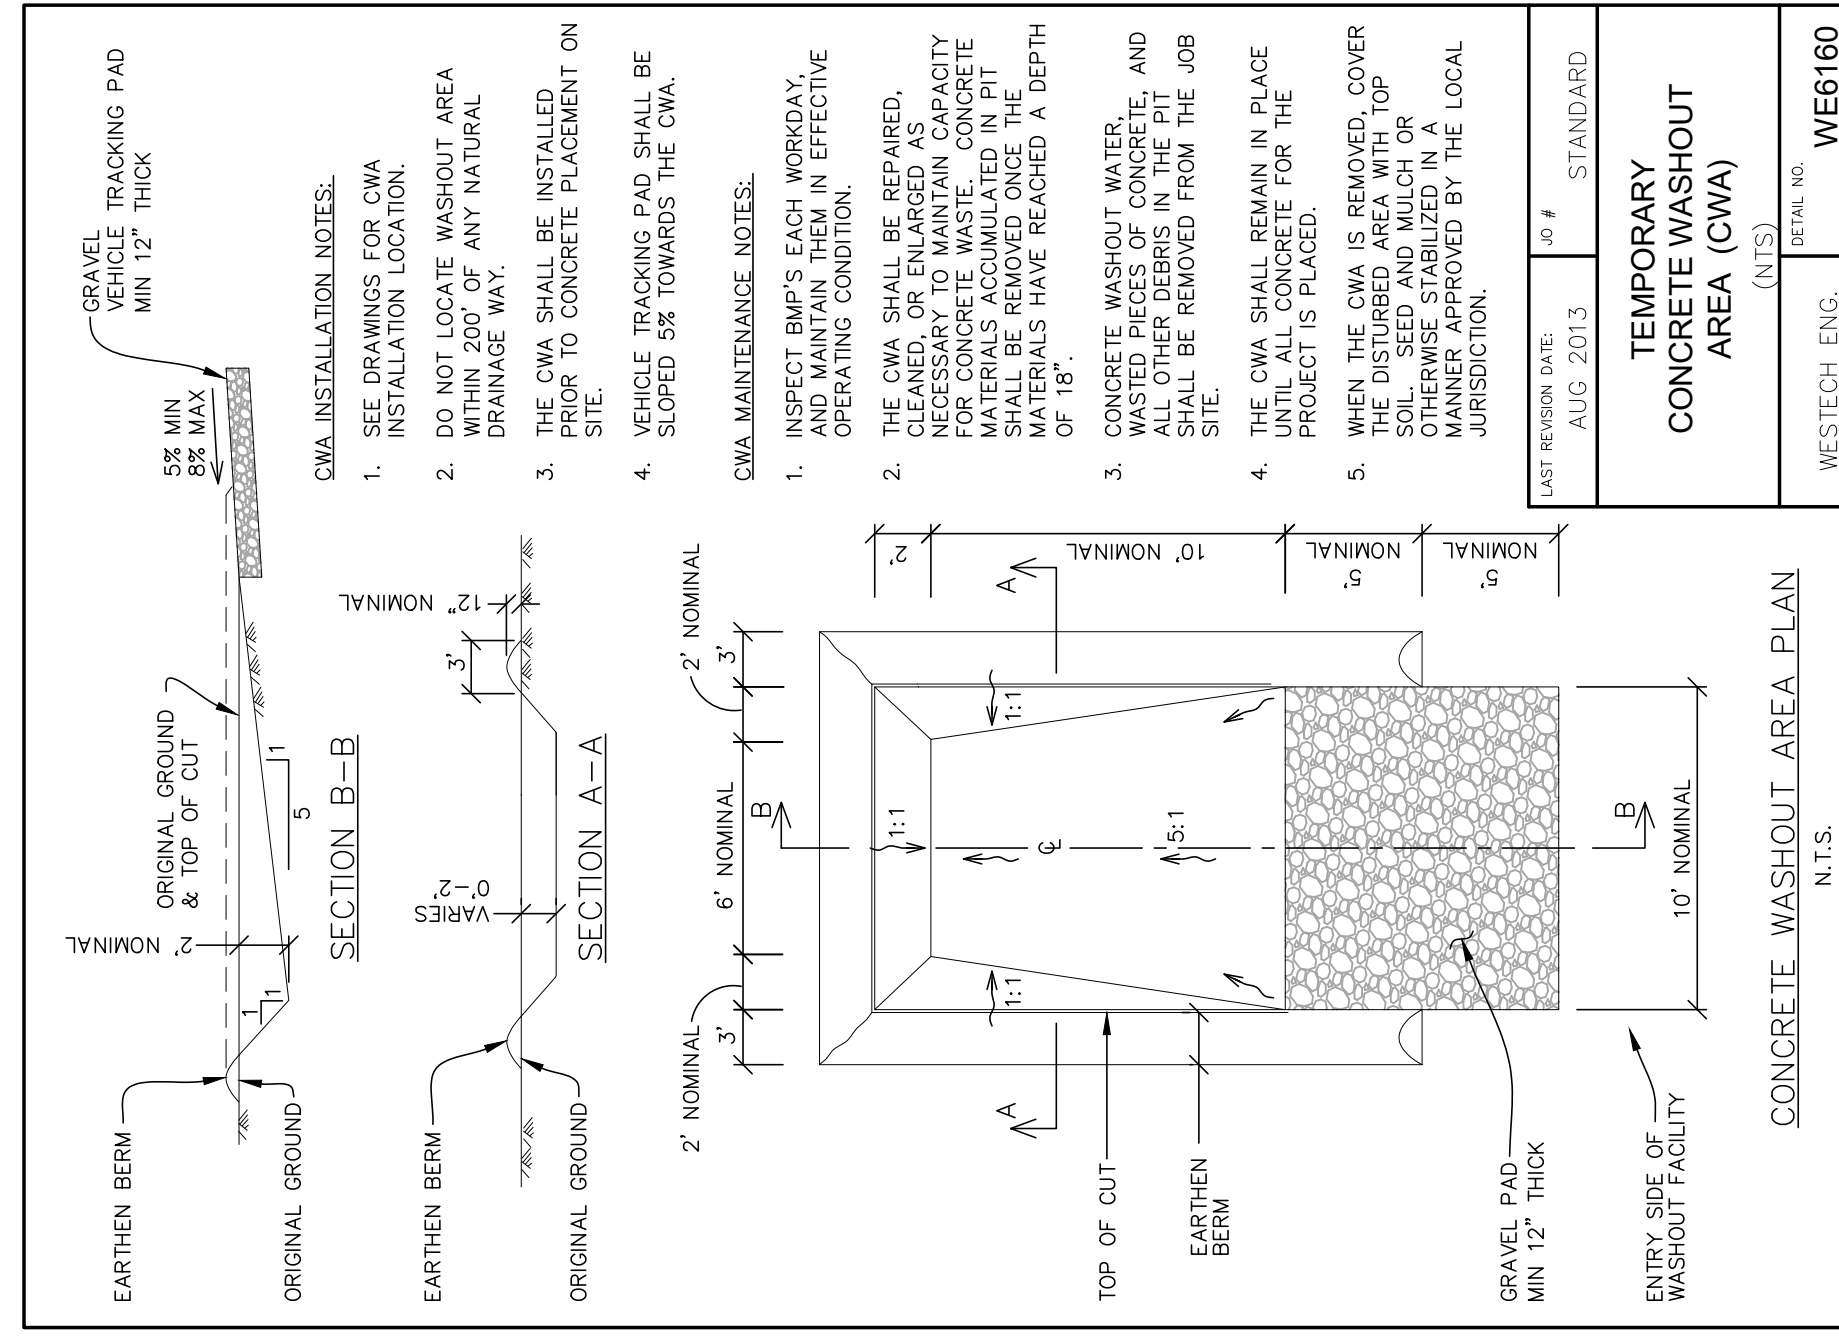 GRAVEL
VEHICLE TRACKING PAD
MIN 12" THICK
5% MIN
8% MAX
ORIGINAL GROUND
& TOP OF CUT
2'
NOMINAL
1
1
5
1
EARTHEN BERM
ORIGINAL GROUND
SECTION B-B
12"
NOMINAL
3'
VARIES
0'-2'
EARTHEN BERM
ORIGINAL GROUND
SECTION A-A
2' NOMINAL
2' NOMINAL
3'
6' NOMINAL
3'
2'
10' NOMINAL
5'
NOMINAL
5'
NOMINAL
A
A
B
B
1:1
1:1
1:1
5:1
CL
10' NOMINAL
TOP OF CUT
EARTHEN
BERM
GRAVEL PAD
MIN 12" THICK
ENTRY SIDE OF
WASHOUT FACILITY
CONCRETE WASHOUT AREA PLAN
N.T.S.
CWA INSTALLATION NOTES:
1. SEE DRAWINGS FOR CWA
INSTALLATION LOCATION.
2. DO NOT LOCATE WASHOUT AREA
WITHIN 200' OF ANY NATURAL
DRAINAGE WAY.
3. THE CWA SHALL BE INSTALLED
PRIOR TO CONCRETE PLACEMENT ON
SITE.
4. VEHICLE TRACKING PAD SHALL BE
SLOPED 5% TOWARDS THE CWA.
CWA MAINTENANCE NOTES:
1. INSPECT BMP'S EACH WORKDAY,
AND MAINTAIN THEM IN EFFECTIVE
OPERATING CONDITION.
2. THE CWA SHALL BE REPAIRED,
CLEANED, OR ENLARGED AS
NECESSARY TO MAINTAIN CAPACITY
FOR CONCRETE WASTE. CONCRETE
MATERIALS ACCUMULATED IN PIT
SHALL BE REMOVED ONCE THE
MATERIALS HAVE REACHED A DEPTH
OF 18".
3. CONCRETE WASHOUT WATER,
WASTED PIECES OF CONCRETE, AND
ALL OTHER DEBRIS IN THE PIT
SHALL BE REMOVED FROM THE JOB
SITE.
4. THE CWA SHALL REMAIN IN PLACE
UNTIL ALL CONCRETE FOR THE
PROJECT IS PLACED.
5. WHEN THE CWA IS REMOVED, COVER
THE DISTURBED AREA WITH TOP
SOIL. SEED AND MULCH OR
OTHERWISE STABILIZED IN A
MANNER APPROVED BY THE LOCAL
JURISDICTION.
LAST REVISION DATE:
AUG 2013
JO #
STANDARD
TEMPORARY
CONCRETE WASHOUT
AREA (CWA)
(NTS)
WESTECH ENG.
DETAIL NO.
WE6160